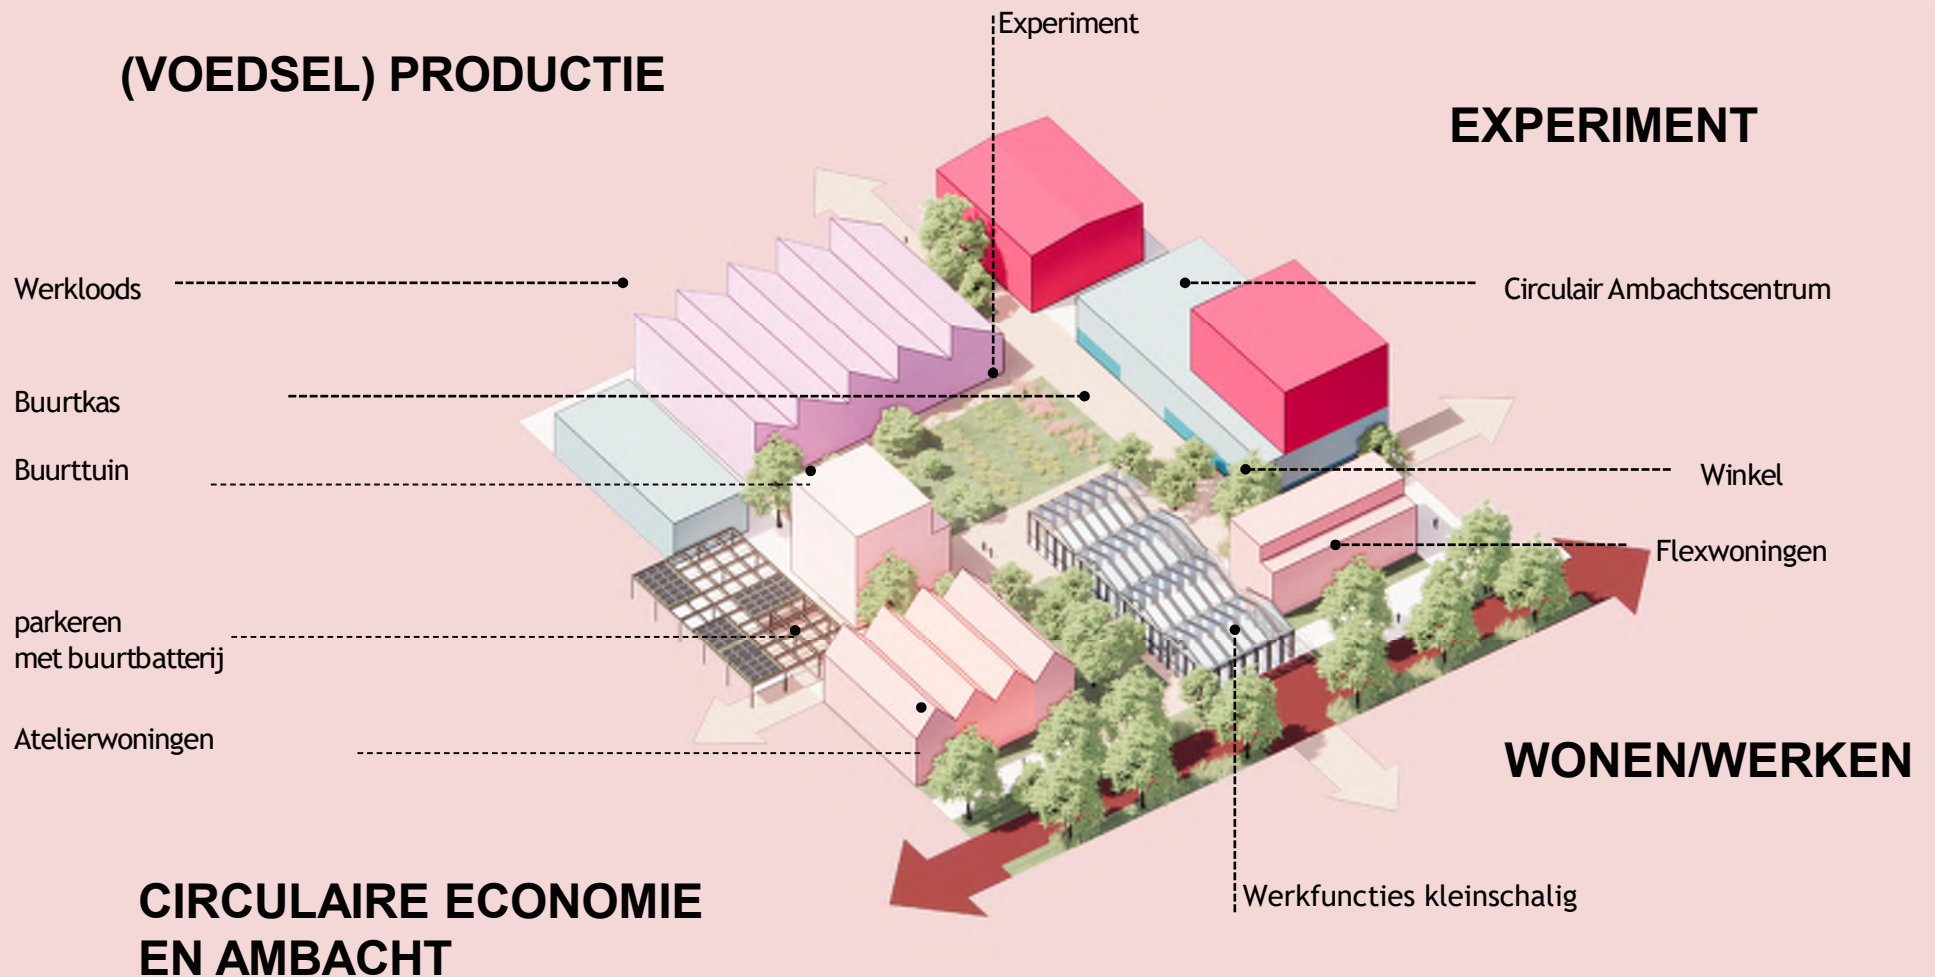 Experiment
(VOEDSEL) PRODUCTIE
EXPERIMENT
Werkloods
Circulair Ambachtscentrum
Buurtkas
Buurttuin
Winkel
Flexwoningen
parkeren
met buurtbatterij
Atelierwoningen
WONEN/WERKEN
Werkfuncties kleinschalig
CIRCULAIRE ECONOMIE
EN AMBACHT